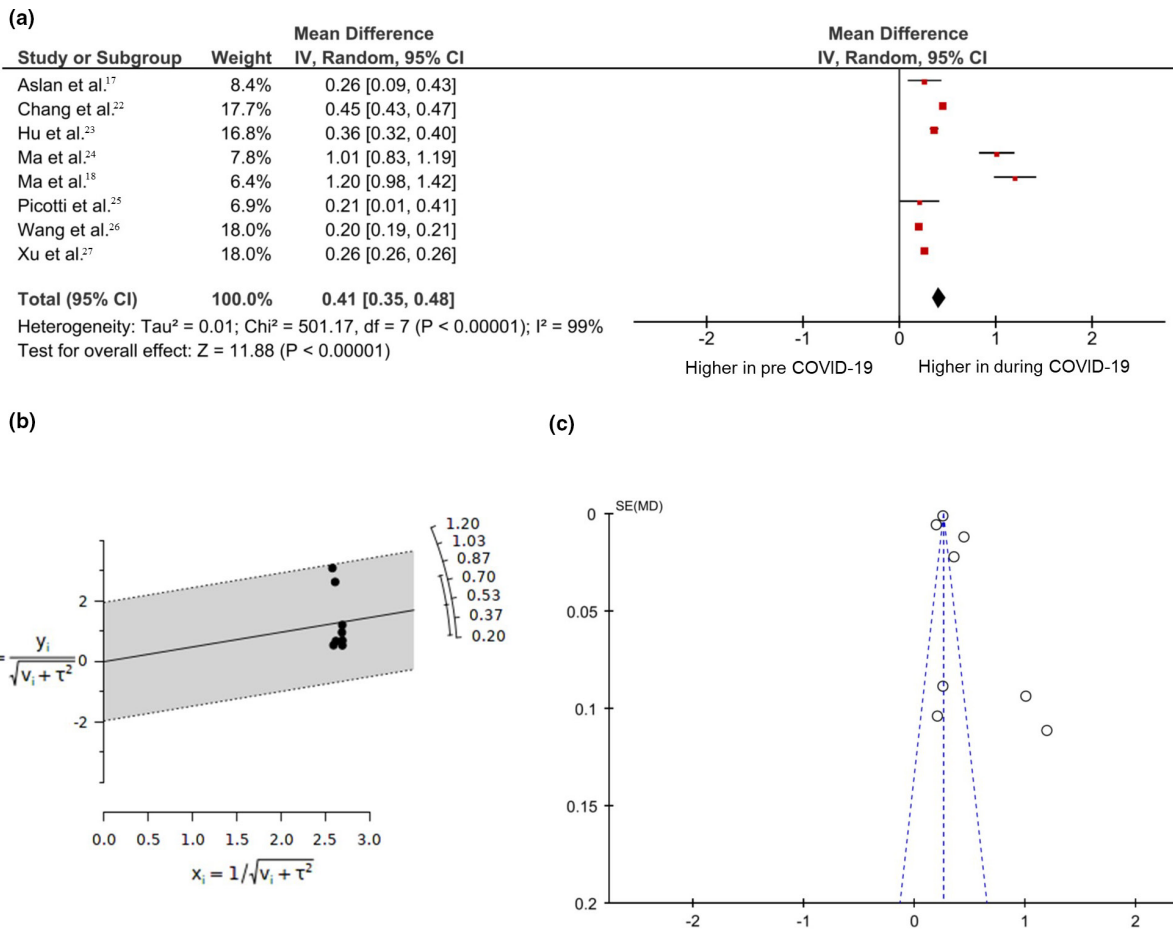 (a)
Mean Difference Mean Difference
Study or Subgroup Weight IV, Random, 95% CI IV, Random, 95% CI
Aslan et al.17 8.4% 0.26 [0.09, 0.43]
Chang et al.22 17.7% 0.45 [0.43, 0.47]
Hu et al.23 16.8% 0.36 [0.32, 0.40]
Ma et al.24 7.8% 1.01 [0.83, 1.19]
Ma et al.18 6.4% 1.20 [0.98, 1.42]
Picotti et al.25 6.9% 0.21 [0.01, 0.41]
Wang et al.26 18.0% 0.20 [0.19, 0.21]
Xu et al.27 18.0% 0.26 [0.26, 0.26]
Total (95% CI) 100.0% 0.41 [0.35, 0.48]
Heterogeneity: Tau² = 0.01; Chi² = 501.17, df = 7 (P < 0.00001); I² = 99%
Test for overall effect: Z = 11.88 (P < 0.00001)
-2 -1 0 1 2
Higher in pre COVID-19 Higher in during COVID-19
(b)
1.20
1.03
0.87
0.70
0.53
0.37
0.20
2
0
-2
= yᵢ / √(vᵢ + τ²)
0.0 0.5 1.0 1.5 2.0 2.5 3.0
xᵢ = 1/√(vᵢ + τ²)
(c)
SE(MD)
0
0.05
0.1
0.15
0.2
-2 -1 0 1 2